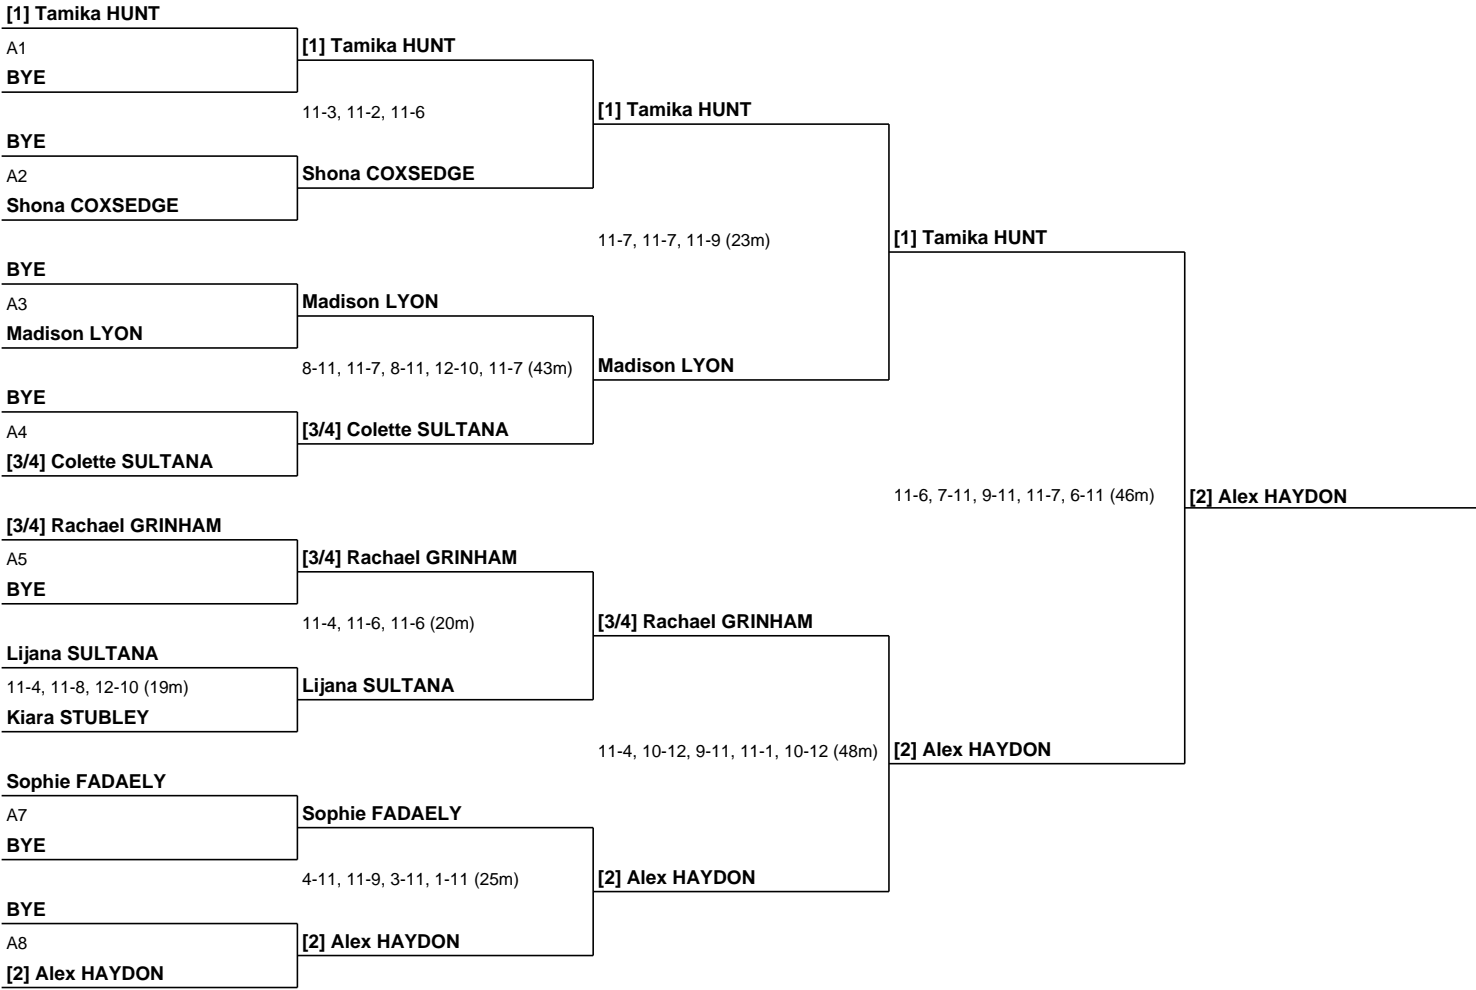 [1] Tamika HUNT
A1
BYE
BYE
A2
Shona COXSEDGE
BYE
A3
Madison LYON
BYE
A4
[3/4] Colette SULTANA
[3/4] Rachael GRINHAM
A5
BYE
Lijana SULTANA
11-4, 11-8, 12-10 (19m)
Kiara STUBLEY
Sophie FADAELY
A7
BYE
BYE
A8
[2] Alex HAYDON
[1] Tamika HUNT
11-3, 11-2, 11-6
Shona COXSEDGE
Madison LYON
8-11, 11-7, 8-11, 12-10, 11-7 (43m)
[3/4] Colette SULTANA
[3/4] Rachael GRINHAM
11-4, 11-6, 11-6 (20m)
Lijana SULTANA
Sophie FADAELY
4-11, 11-9, 3-11, 1-11 (25m)
[2] Alex HAYDON
[1] Tamika HUNT
11-7, 11-7, 11-9 (23m)
Madison LYON
[3/4] Rachael GRINHAM
11-4, 10-12, 9-11, 11-1, 10-12 (48m)
[2] Alex HAYDON
[1] Tamika HUNT
11-6, 7-11, 9-11, 11-7, 6-11 (46m)
[2] Alex HAYDON
[2] Alex HAYDON